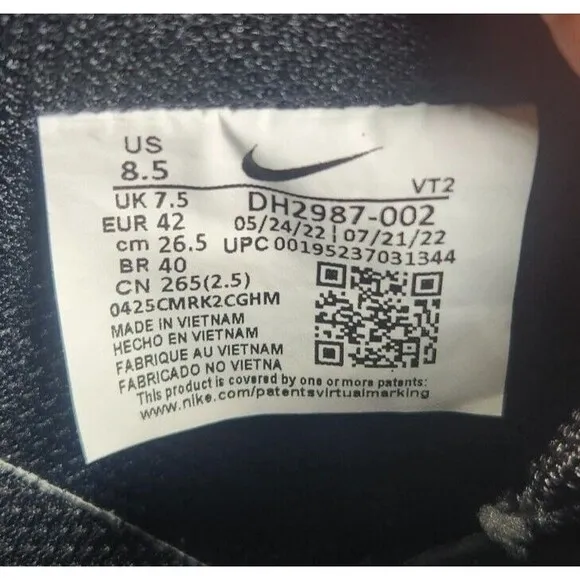 US
8.5
VT2
UK 7.5
DH2987-002
EUR 42
05/24/22 | 07/21/22
cm 26.5
UPC 00195237031344
BR 40
CN 265(2.5)
0425CMRK2CGHM
MADE IN VIETNAM
HECHO EN VIETNAM
FABRIQUE AU VIETNAM
FABRICADO NO VIETNA
This product is covered by one or more patents:
www.nike.com/patentsvirtualmarking